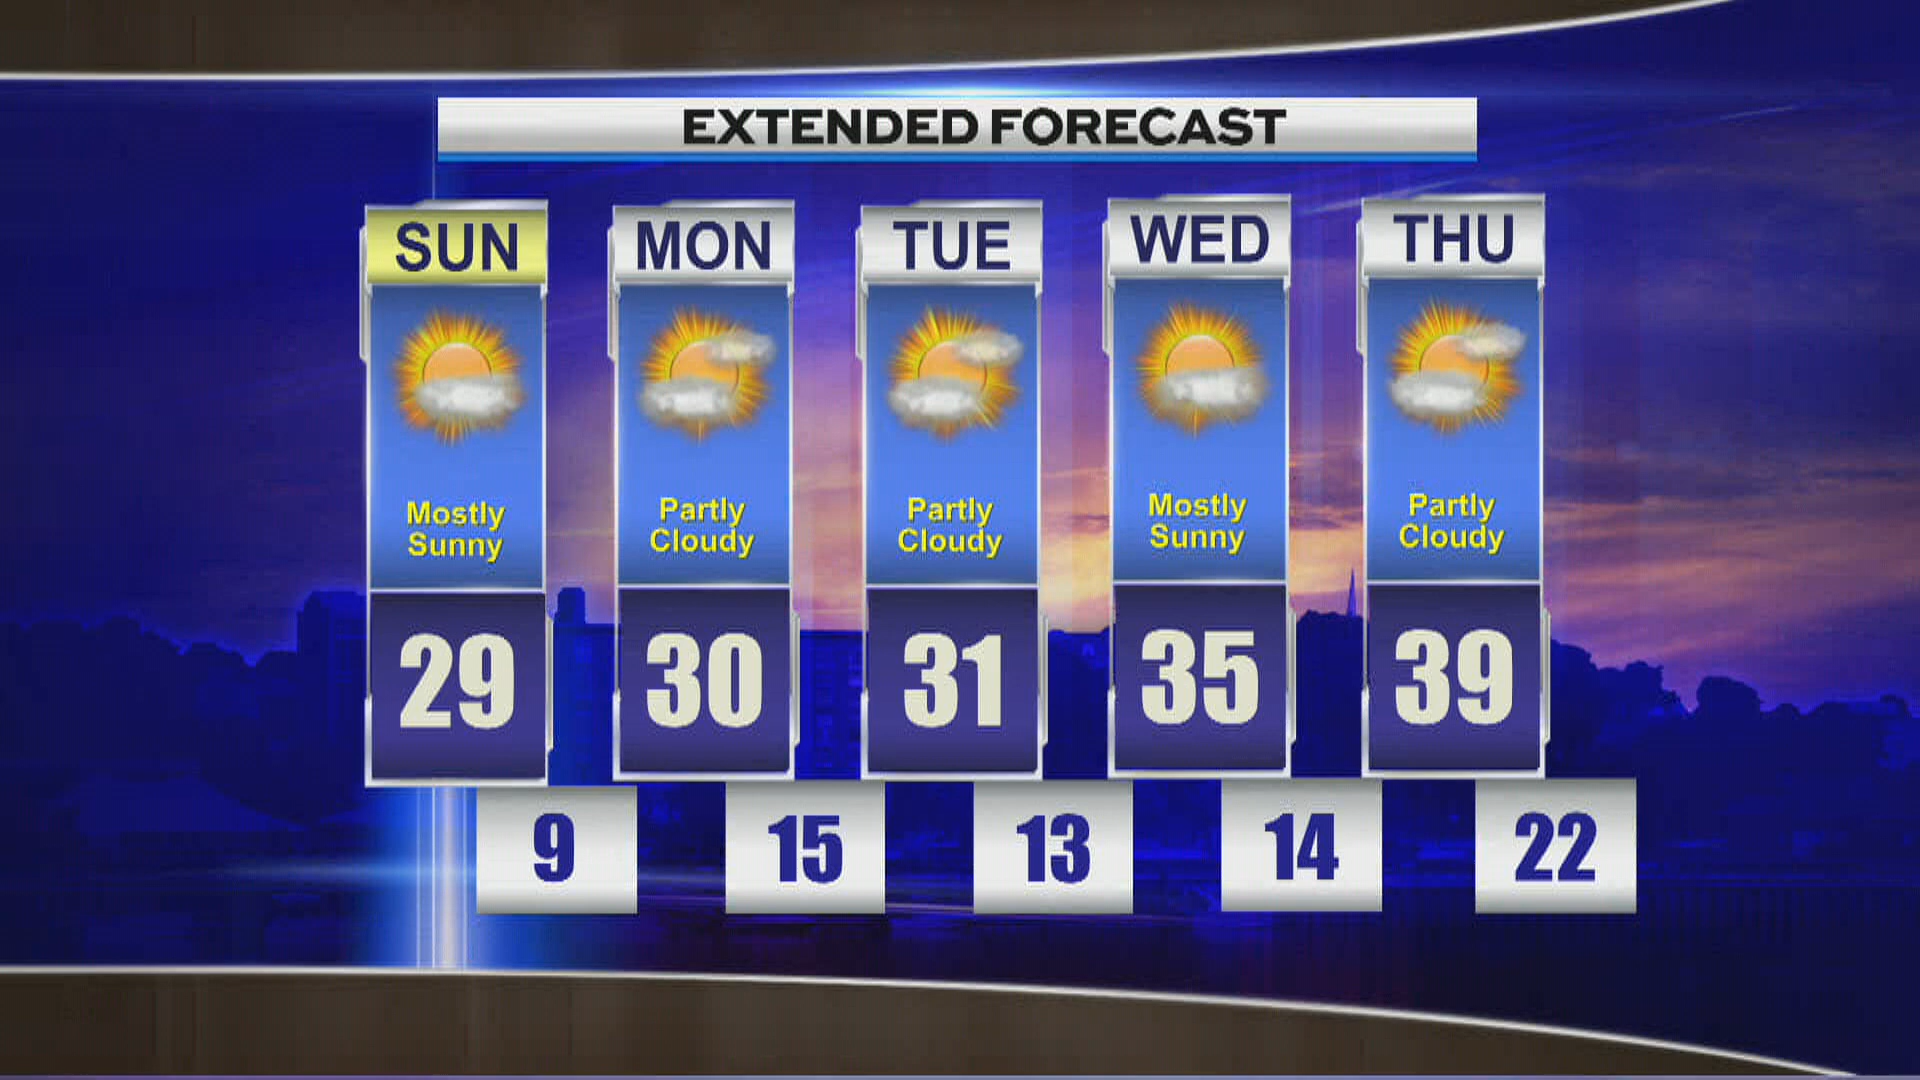 EXTENDED FORECAST
SUN
MON
TUE
WED
THU
Mostly
Sunny
Partly
Cloudy
Partly
Cloudy
Mostly
Sunny
Partly
Cloudy
29
30
31
35
39
9
15
13
14
22